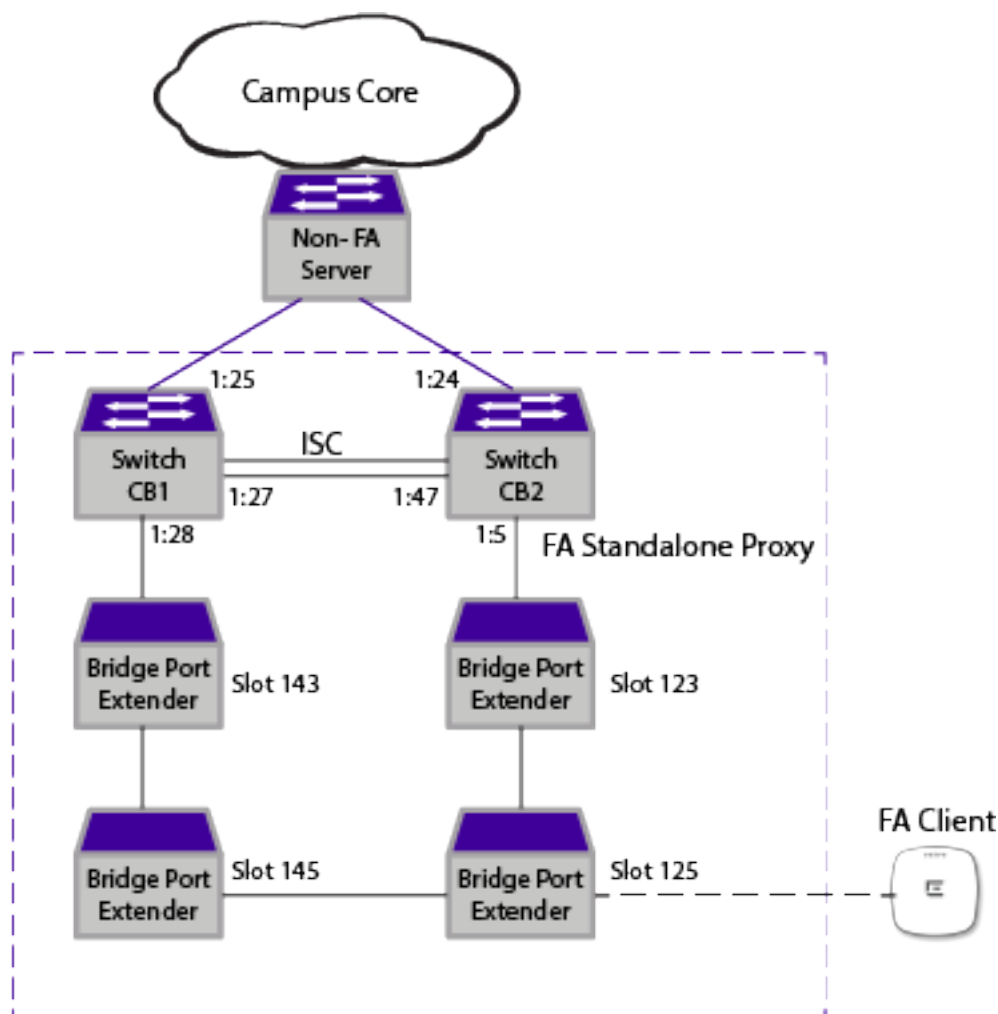 Campus Core
Non- FA
Server
1:25
1:24
Switch
CB1
ISC
Switch
CB2
1:27
1:47
1:28
1:5
FA Standalone Proxy
Bridge Port
Extender
Slot 143
Bridge Port
Extender
Slot 123
FA Client
Bridge Port
Extender
Slot 145
Bridge Port
Extender
Slot 125